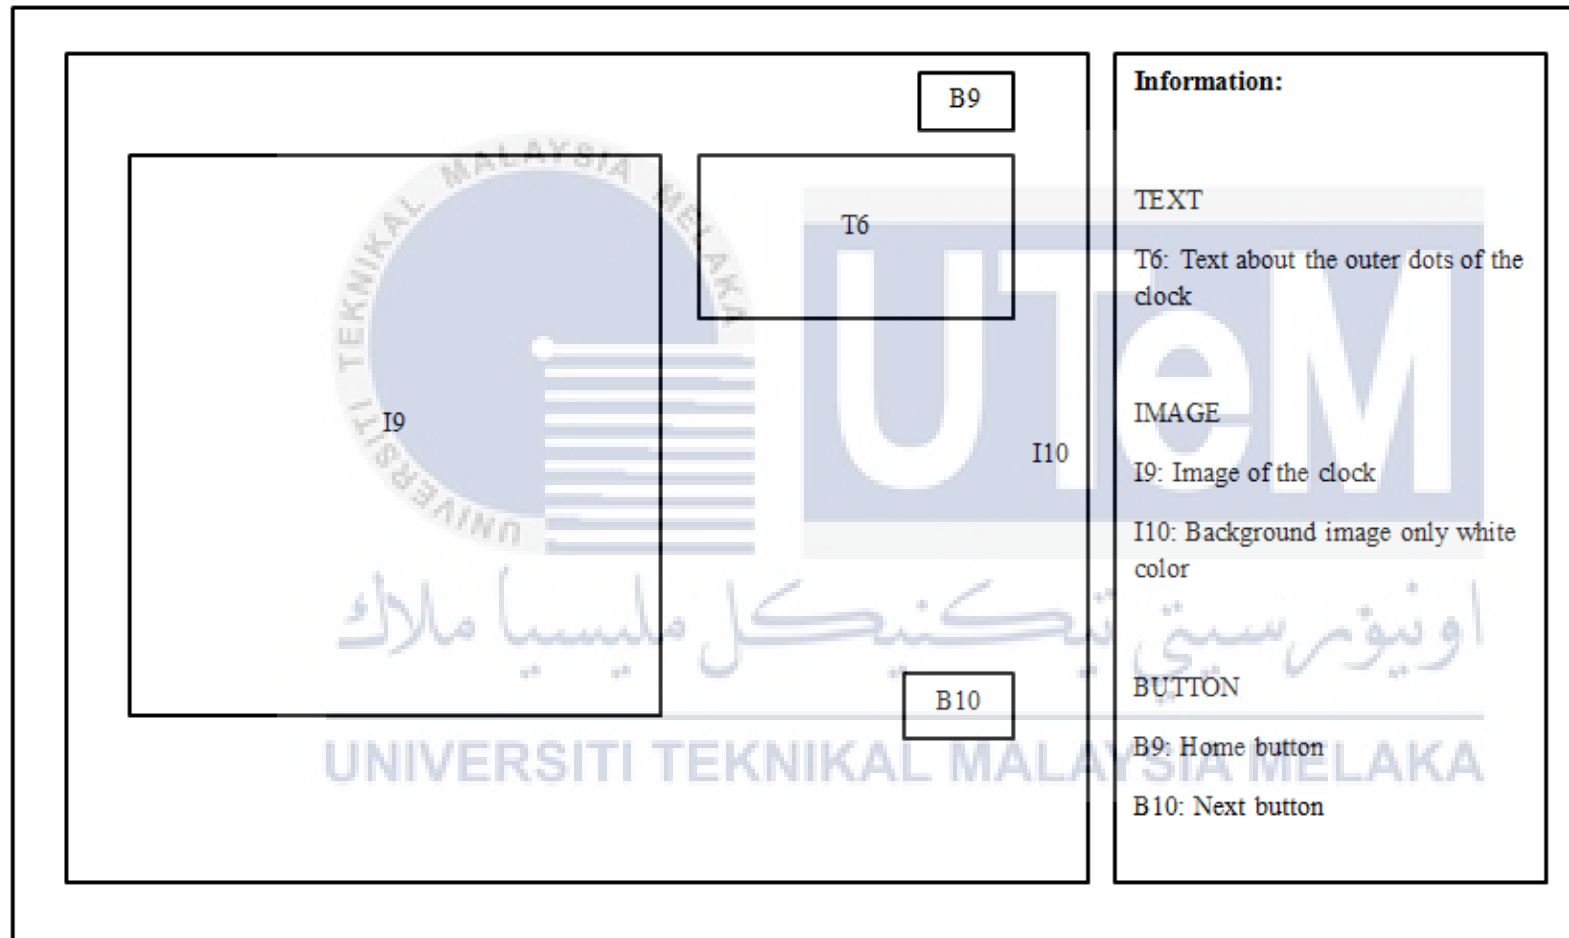 B9
T6
I9
I10
B10
Information:
TEXT
T6: Text about the outer dots of the
clock
IMAGE
I9: Image of the clock
I10: Background image only white
color
BUTTON
B9: Home button
B10: Next button
UNIVERSITI TEKNIKAL MALAYSIA MELAKA
UTeM
اونيۏرسيتي تيكنيكل مليسيا ملاك
UNIVERSITI TEKNIKAL MALAYSIA MELAKA